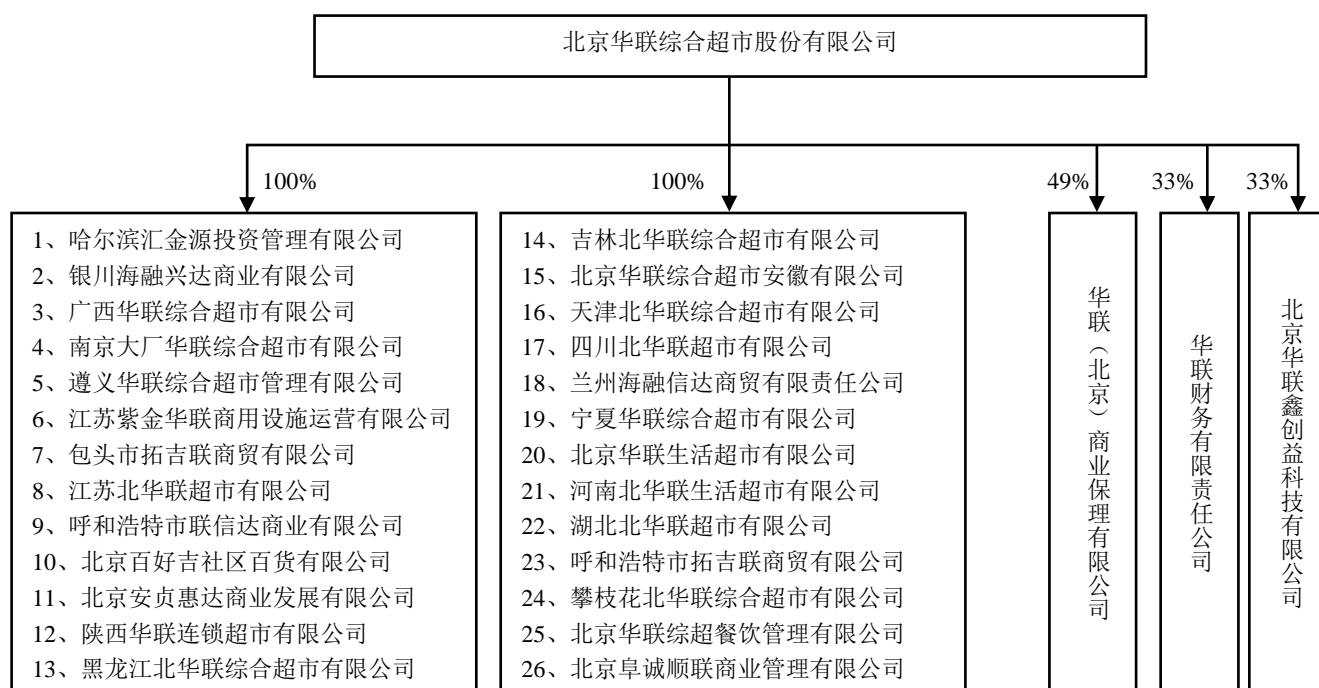 北京华联综合超市股份有限公司
100%
100%
49%
33%
33%
1、哈尔滨汇金源投资管理有限公司
2、银川海融兴达商业有限公司
3、广西华联综合超市有限公司
4、南京大厂华联综合超市有限公司
5、遵义华联综合超市管理有限公司
6、江苏紫金华联商用设施运营有限公司
7、包头市拓吉联商贸有限公司
8、江苏北华联超市有限公司
9、呼和浩特市联信达商业有限公司
10、北京百好吉社区百货有限公司
11、北京安贞惠达商业发展有限公司
12、陕西华联连锁超市有限公司
13、黑龙江北华联综合超市有限公司
14、吉林北华联综合超市有限公司
15、北京华联综合超市安徽有限公司
16、天津北华联综合超市有限公司
17、四川北华联超市有限公司
18、兰州海融信达商贸有限责任公司
19、宁夏华联综合超市有限公司
20、北京华联生活超市有限公司
21、河南北华联生活超市有限公司
22、湖北北华联超市有限公司
23、呼和浩特市拓吉联商贸有限公司
24、攀枝花北华联综合超市有限公司
25、北京华联综超餐饮管理有限公司
26、北京阜诚顺联商业管理有限公司
华联（北京）商业保理有限公司
华联财务有限责任公司
北京华联鑫创益科技有限公司